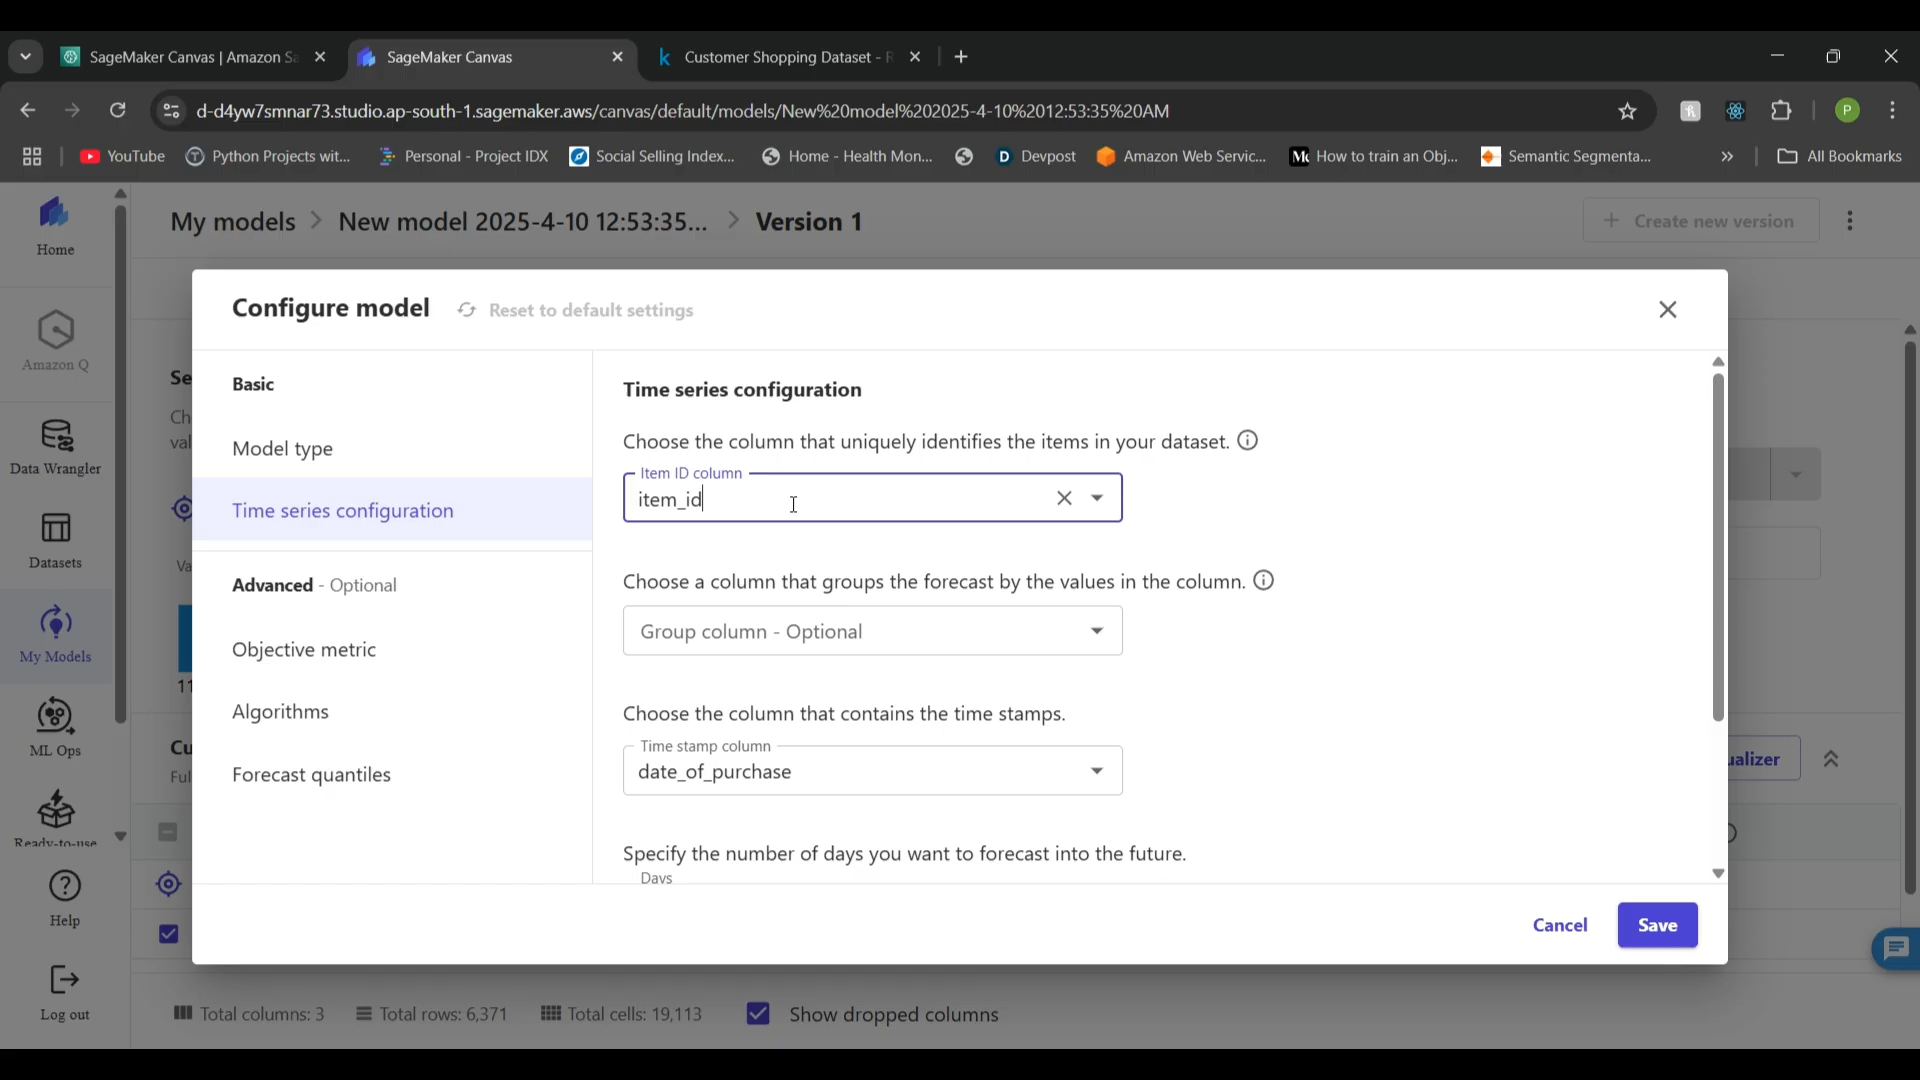 SageMaker Canvas | Amazon Sa
SageMaker Canvas
Customer Shopping Dataset - R
d-d4yw7smnar73.studio.ap-south-1.sagemaker.aws/canvas/default/models/New%20model%202025-4-10%2012:53:35%20AM
P
YouTube
Python Projects wit...
Personal - Project IDX
Social Selling Index...
Home - Health Mon...
Devpost
Amazon Web Servic...
How to train an Obj...
Semantic Segmenta...
All Bookmarks
Home
Amazon Q
Data Wrangler
Datasets
My Models
ML Ops
Ready-to-use
Help
Log out
My models > New model 2025-4-10 12:53:35... > Version 1
+ Create new version
Se
Ch
val
Va
11
Cu
Ful
ualizer
Configure model
Reset to default settings
Basic
Model type
Time series configuration
Advanced - Optional
Objective metric
Algorithms
Forecast quantiles
Time series configuration
Choose the column that uniquely identifies the items in your dataset.
Item ID column
item_id
Choose a column that groups the forecast by the values in the column.
Group column - Optional
Choose the column that contains the time stamps.
Time stamp column
date_of_purchase
Specify the number of days you want to forecast into the future.
Days
Cancel
Save
Total columns: 3
Total rows: 6,371
Total cells: 19,113
Show dropped columns